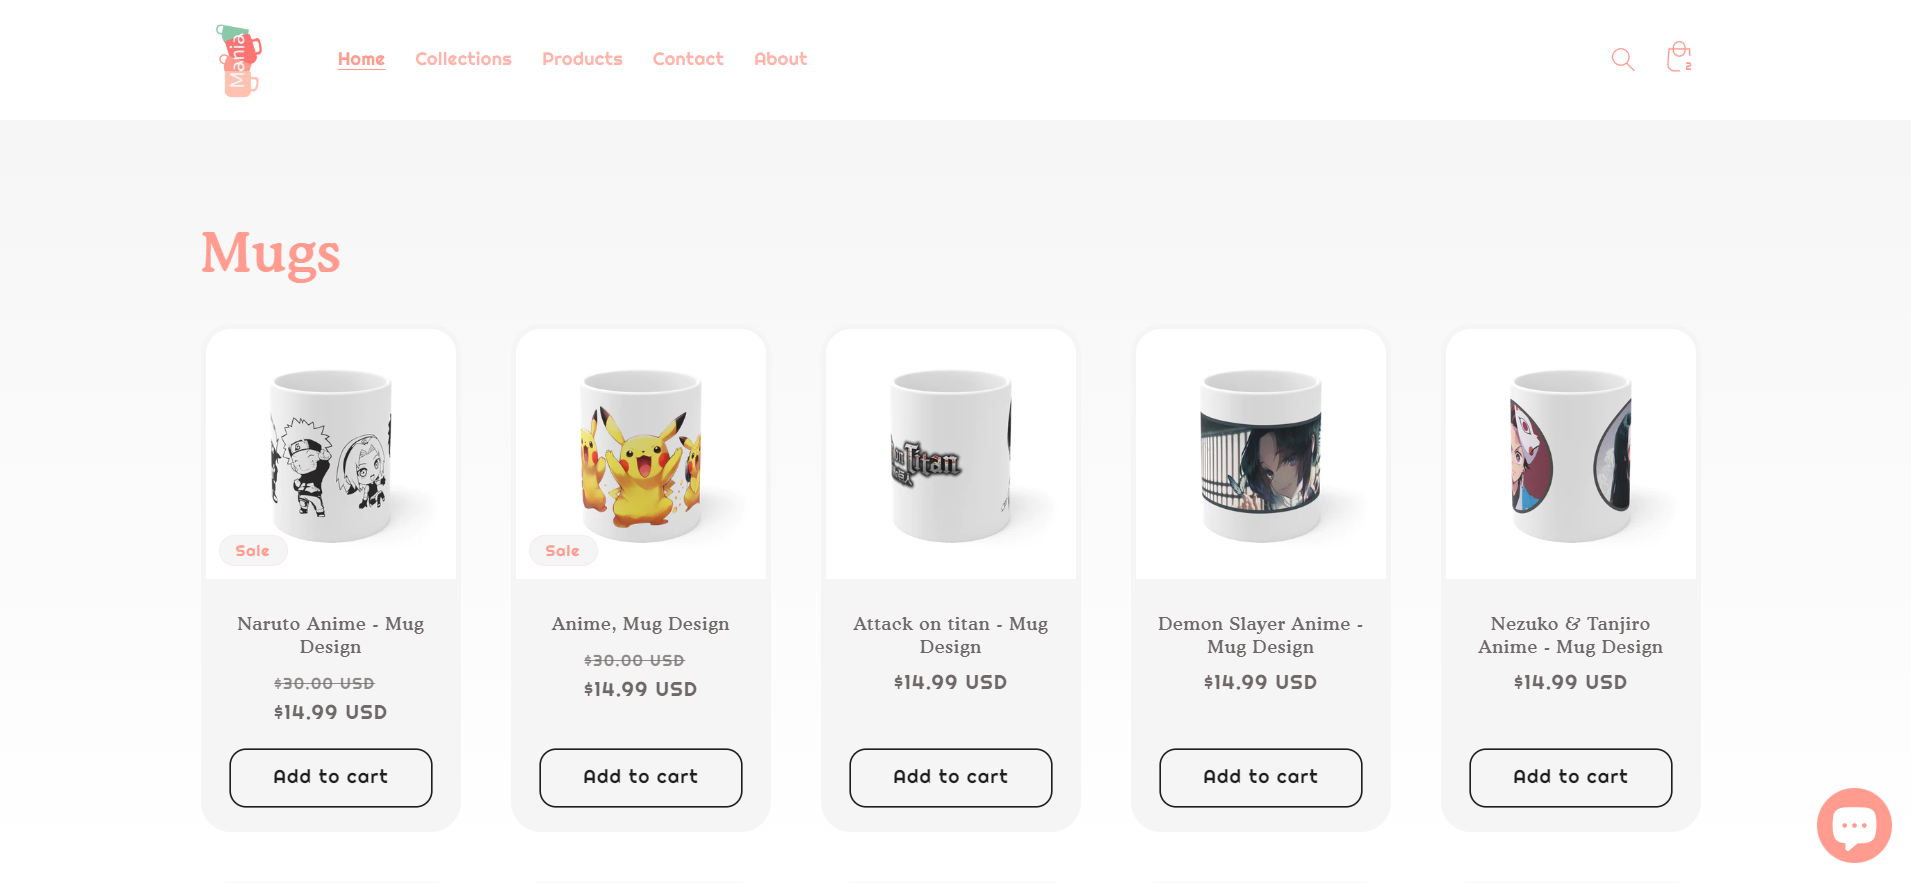 Mania
Home
Collections
Products
Contact
About
2
Mugs
on Titan
Sale
Sale
Naruto Anime - Mug
Design
$30.00 USD
$14.99 USD
Add to cart
Anime, Mug Design
$30.00 USD
$14.99 USD
Add to cart
Attack on titan - Mug
Design
$14.99 USD
Add to cart
Demon Slayer Anime -
Mug Design
$14.99 USD
Add to cart
Nezuko & Tanjiro
Anime - Mug Design
$14.99 USD
Add to cart